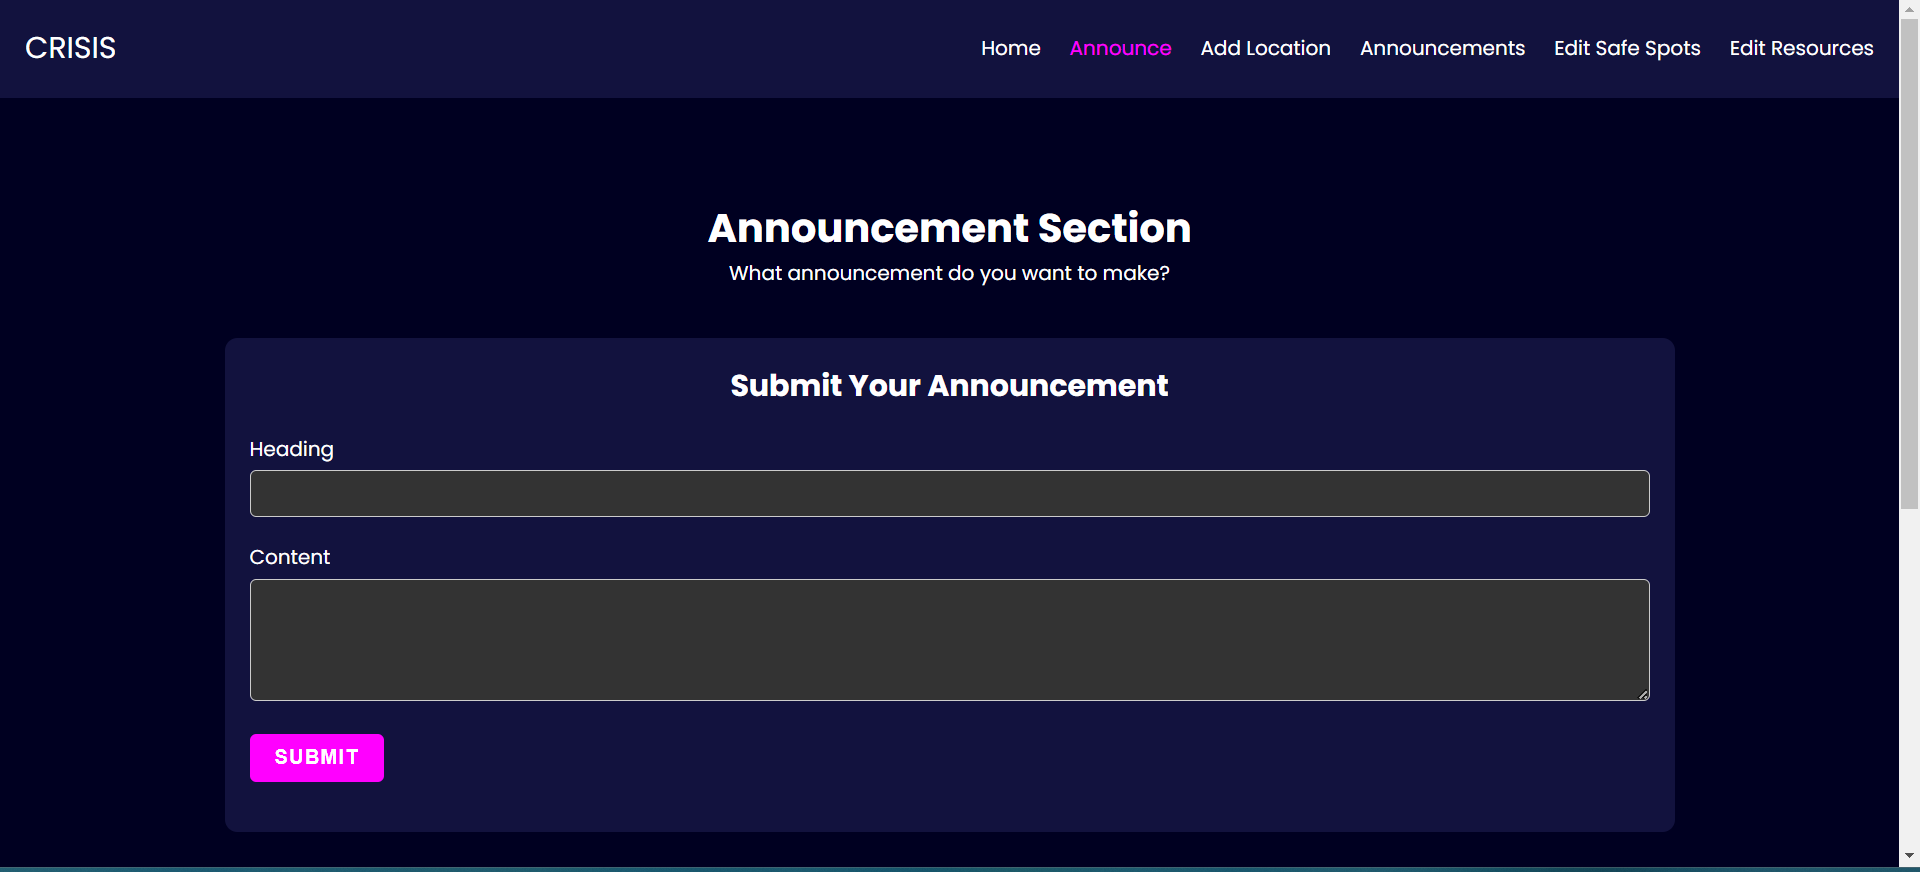 CRISIS
Home Announce Add Location Announcements Edit Safe Spots Edit Resources
Announcement Section
What announcement do you want to make?
Submit Your Announcement
Heading
Content
SUBMIT